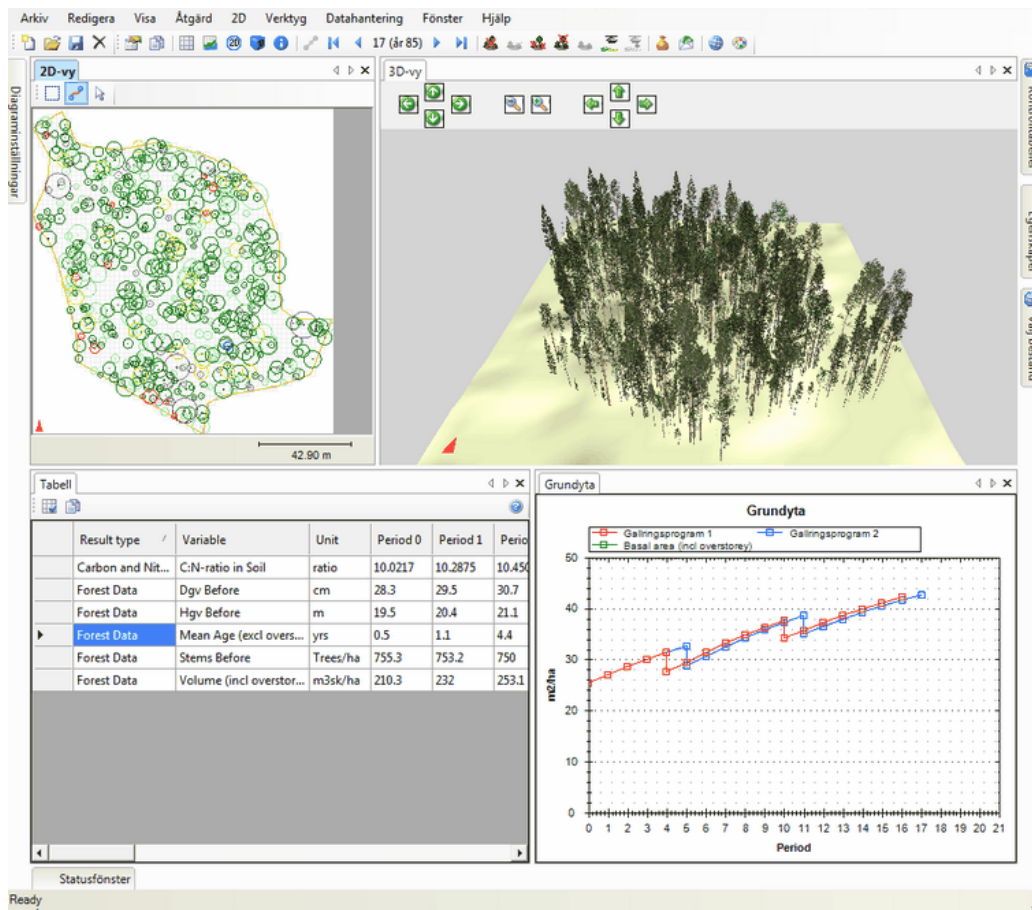 Arkiv Redigera Visa Åtgärd 2D Verktyg Datahantering Fönster Hjälp
20 17 (år 85)
Diagraminställningar
2D-vy
3D-vy
42.90 m
Tabell
Result type / Variable Unit Period 0 Period 1 Perio
Carbon and Nit... C:N-ratio in Soil ratio 10.0217 10.2875 10.450
Forest Data Dgv Before cm 28.3 29.5 30.7
Forest Data Hgv Before m 19.5 20.4 21.1
Forest Data Mean Age (excl overs... yrs 0.5 1.1 4.4
Forest Data Stems Before Trees/ha 755.3 753.2 750
Forest Data Volume (incl overstor... m3sk/ha 210.3 232 253.1
Grundyta
Grundyta
Gallringsprogram 1 Gallringsprogram 2
Basal area (incl overstorey)
m2/ha
50
40
30
20
10
0
0 1 2 3 4 5 6 7 8 9 10 11 12 13 14 15 16 17 18 19 20 21
Period
Statusfönster
Ready